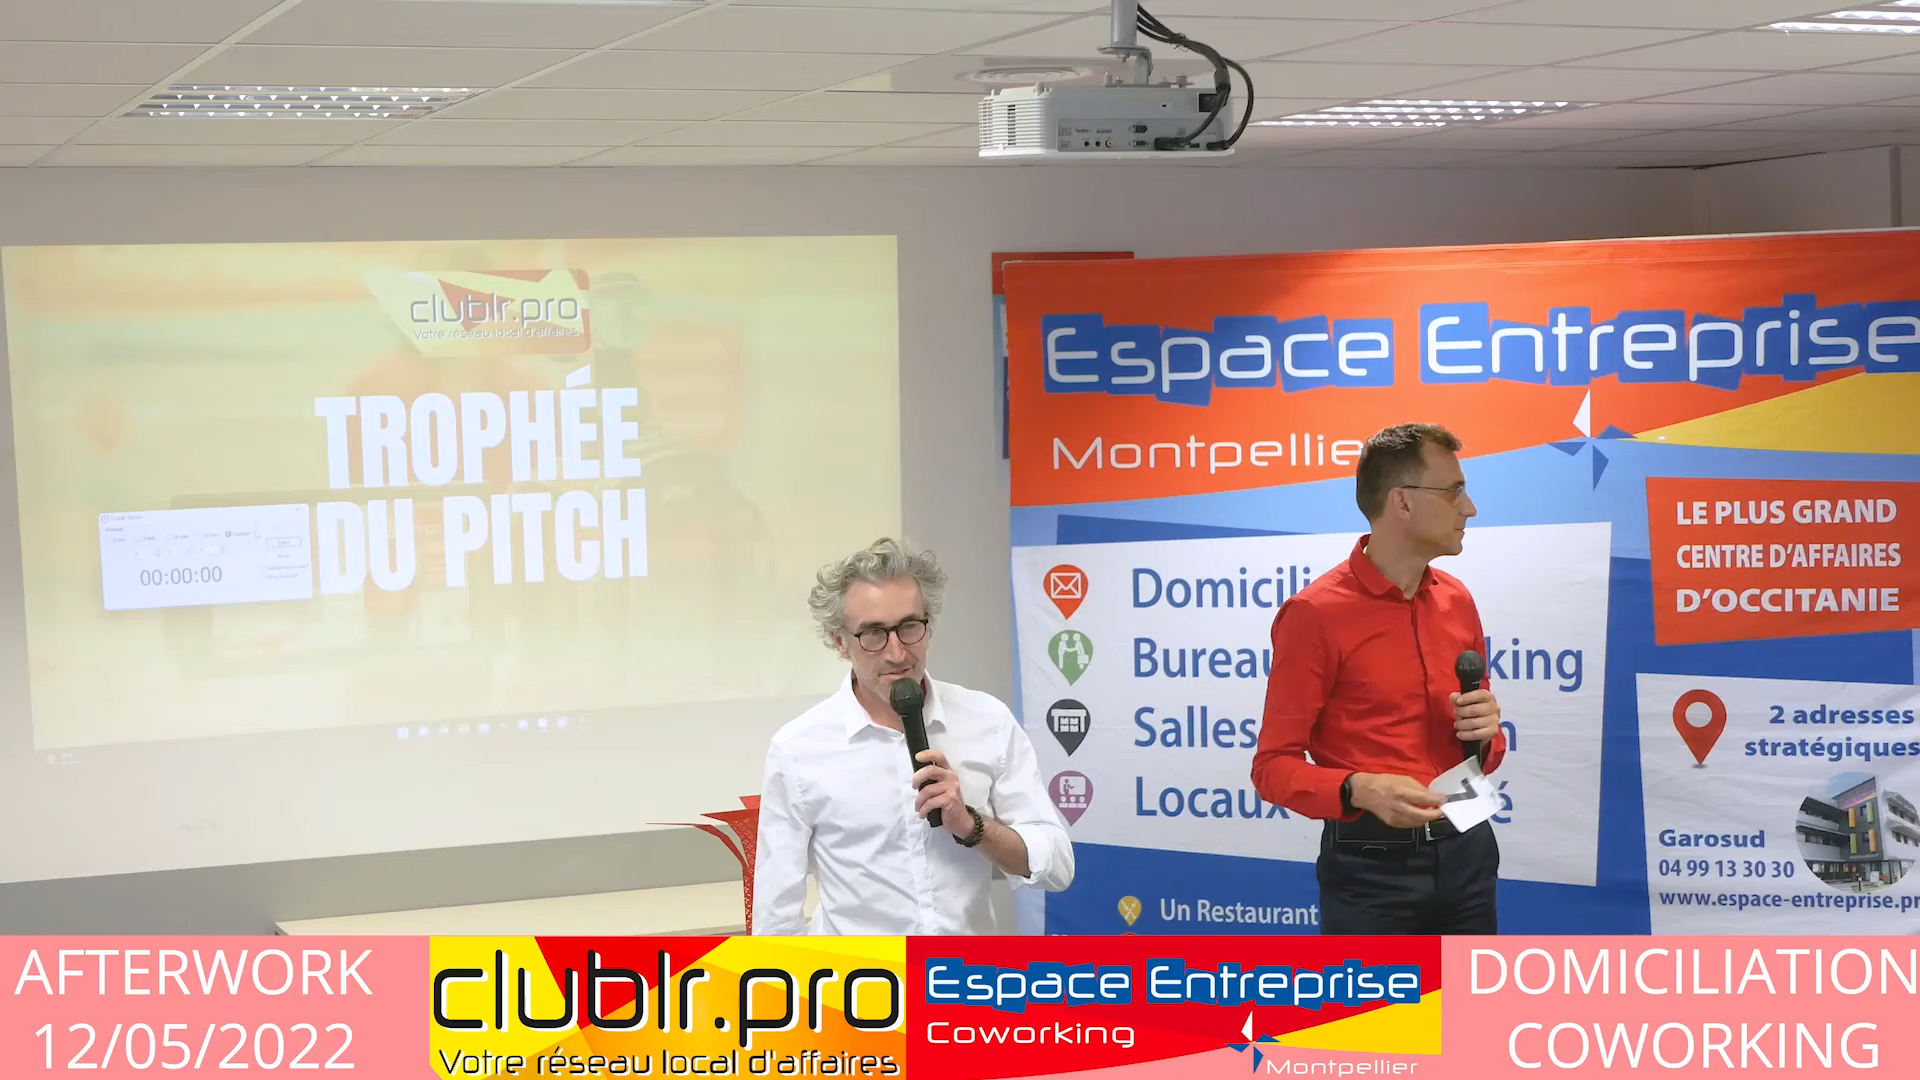 clublr.pro
Votre réseau local d'affaires
TROPHÉE
DU PITCH
00:00:00
Espace Entreprise
Montpellie
LE PLUS GRAND
CENTRE D'AFFAIRES
D'OCCITANIE
Domicili
Bureau king
Salles n
Locaux é
2 adresses
stratégiques
Garosud
04 99 13 30 30
www.espace-entreprise.pr
Un Restaurant
AFTERWORK
12/05/2022
clublr.pro
Votre réseau local d'affaires
Espace Entreprise
Coworking
Montpellier
DOMICILIATION
COWORKING